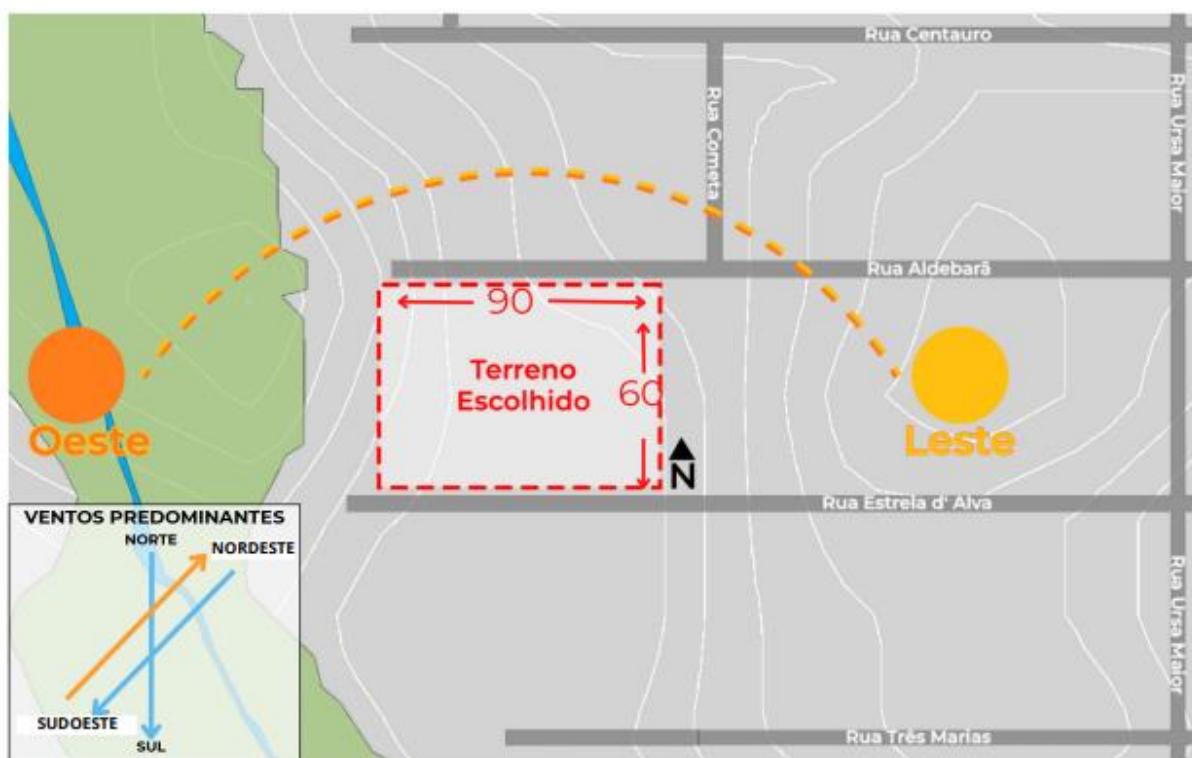 Rua Centauro
Rua Cometa
Rua Ursa Maior
Rua Aldebarã
90
Terreno
Escolhido
60
Oeste
Leste
N
Rua Estrela d' Alva
VENTOS PREDOMINANTES
NORTE
NORDESTE
SUDOESTE
SUL
Rua Ursa Maior
Rua Três Marias